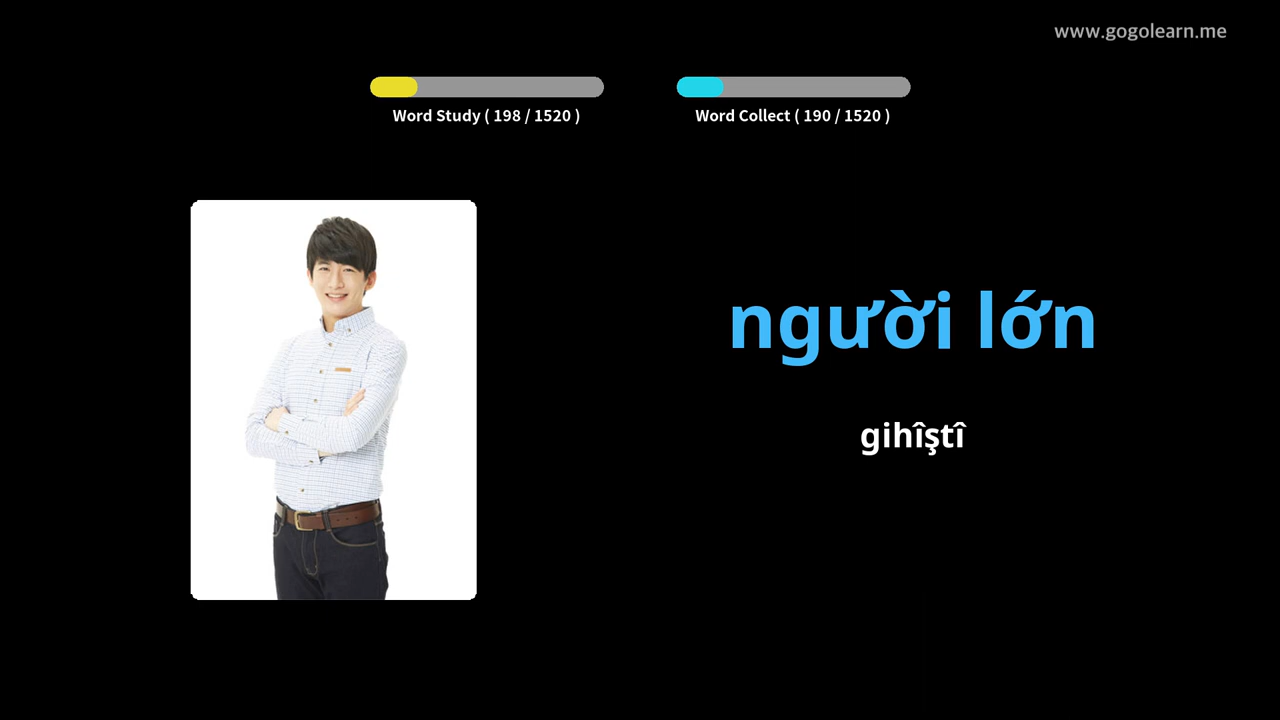 www.gogolearn.me
Word Study ( 198 / 1520 )
Word Collect ( 190 / 1520 )
người lớn
gihîştî